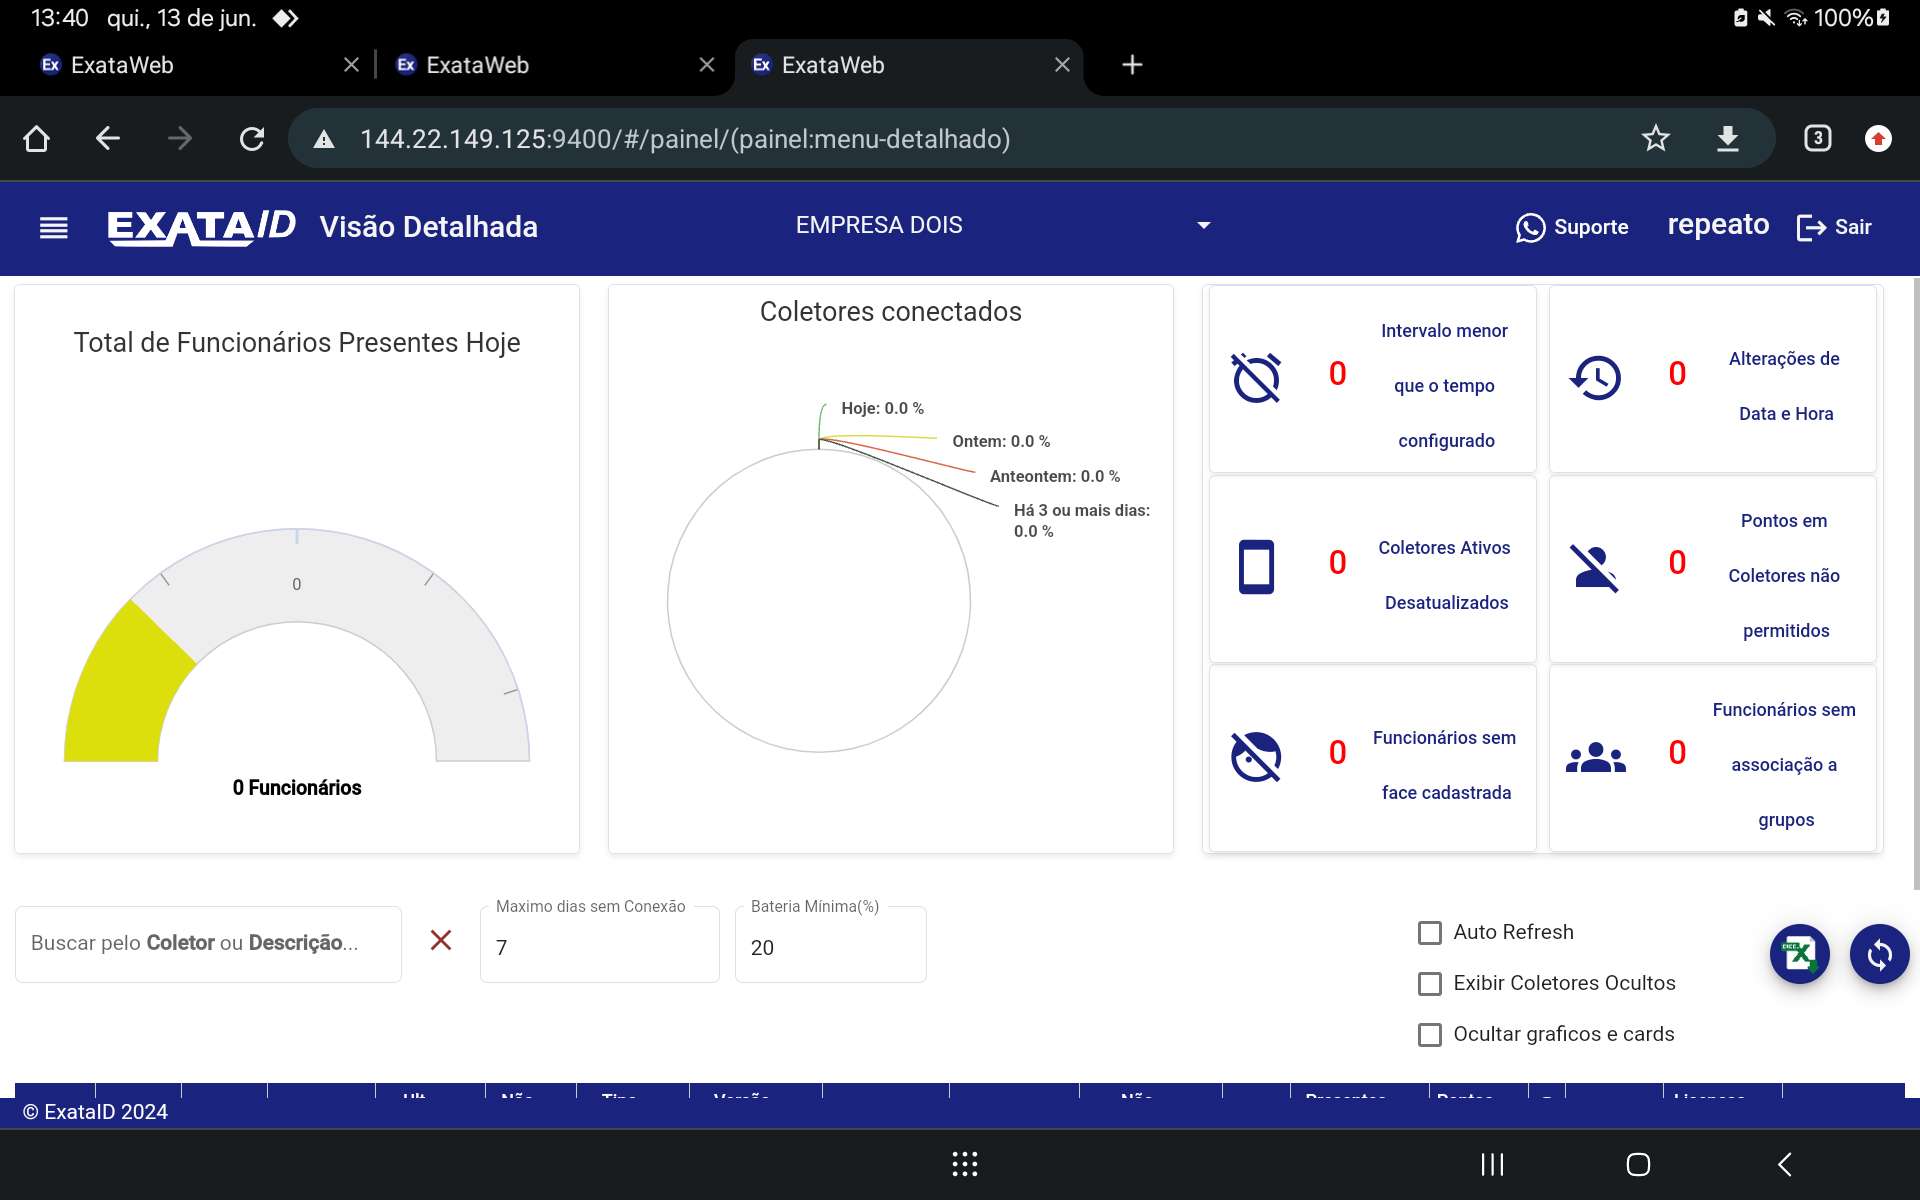 13:40 qui., 13 de jun.
100%
Ex ExataWeb
Ex ExataWeb
Ex ExataWeb
144.22.149.125:9400/#/painel/(painel:menu-detalhado)
3
EXATAID Visão Detalhada
EMPRESA DOIS
Suporte
repeato
Sair
Total de Funcionários Presentes Hoje
0
0 Funcionários
Coletores conectados
Hoje: 0.0 %
Ontem: 0.0 %
Anteontem: 0.0 %
Há 3 ou mais dias:
0.0 %
0
Intervalo menor
que o tempo
configurado
0
Alterações de
Data e Hora
0
Coletores Ativos
Desatualizados
0
Pontos em
Coletores não
permitidos
0
Funcionários sem
face cadastrada
0
Funcionários sem
associação a
grupos
Buscar pelo Coletor ou Descrição...
Maximo dias sem Conexão
7
Bateria Mínima(%)
20
Auto Refresh
Exibir Coletores Ocultos
Ocultar graficos e cards
© ExataID 2024